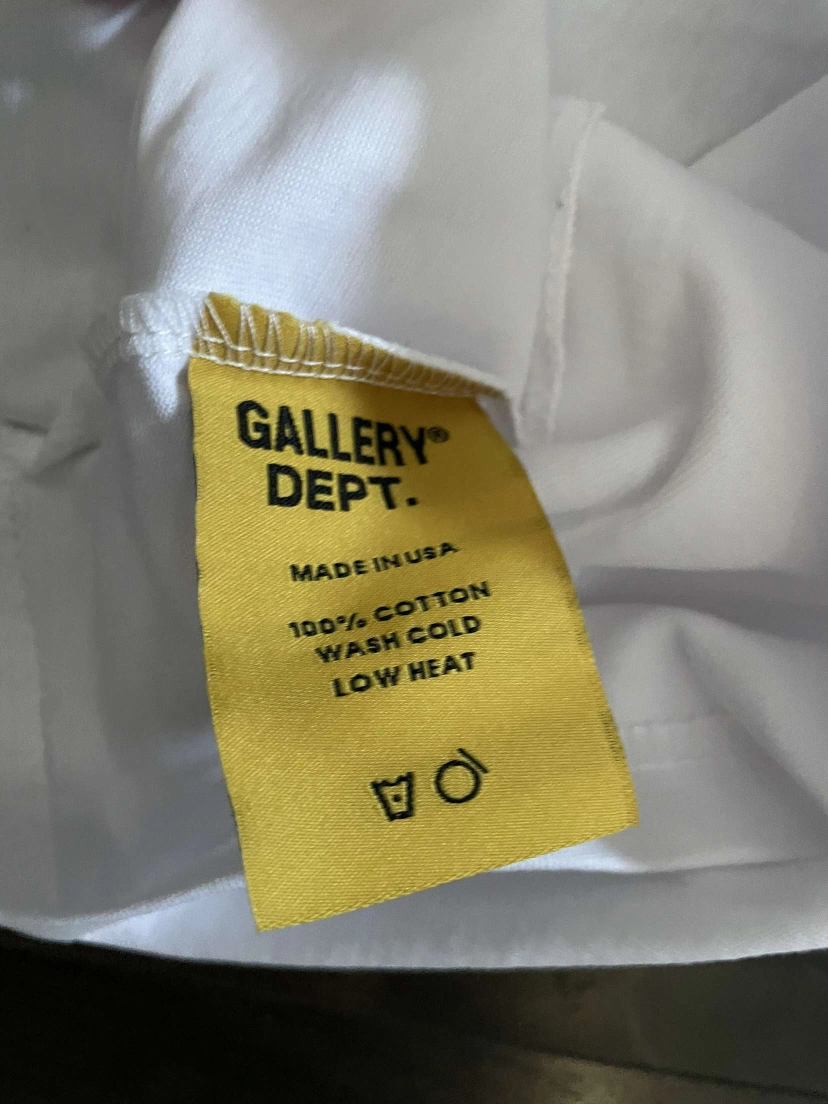 GALLERY®
DEPT.
MADE IN USA
100% COTTON
WASH COLD
LOW HEAT